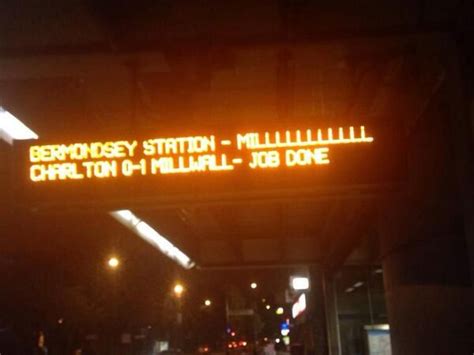 BERMONDSEY STATION - MILLLLLLLLLLL
CHARLTON 0-1 MILLWALL- JOB DONE